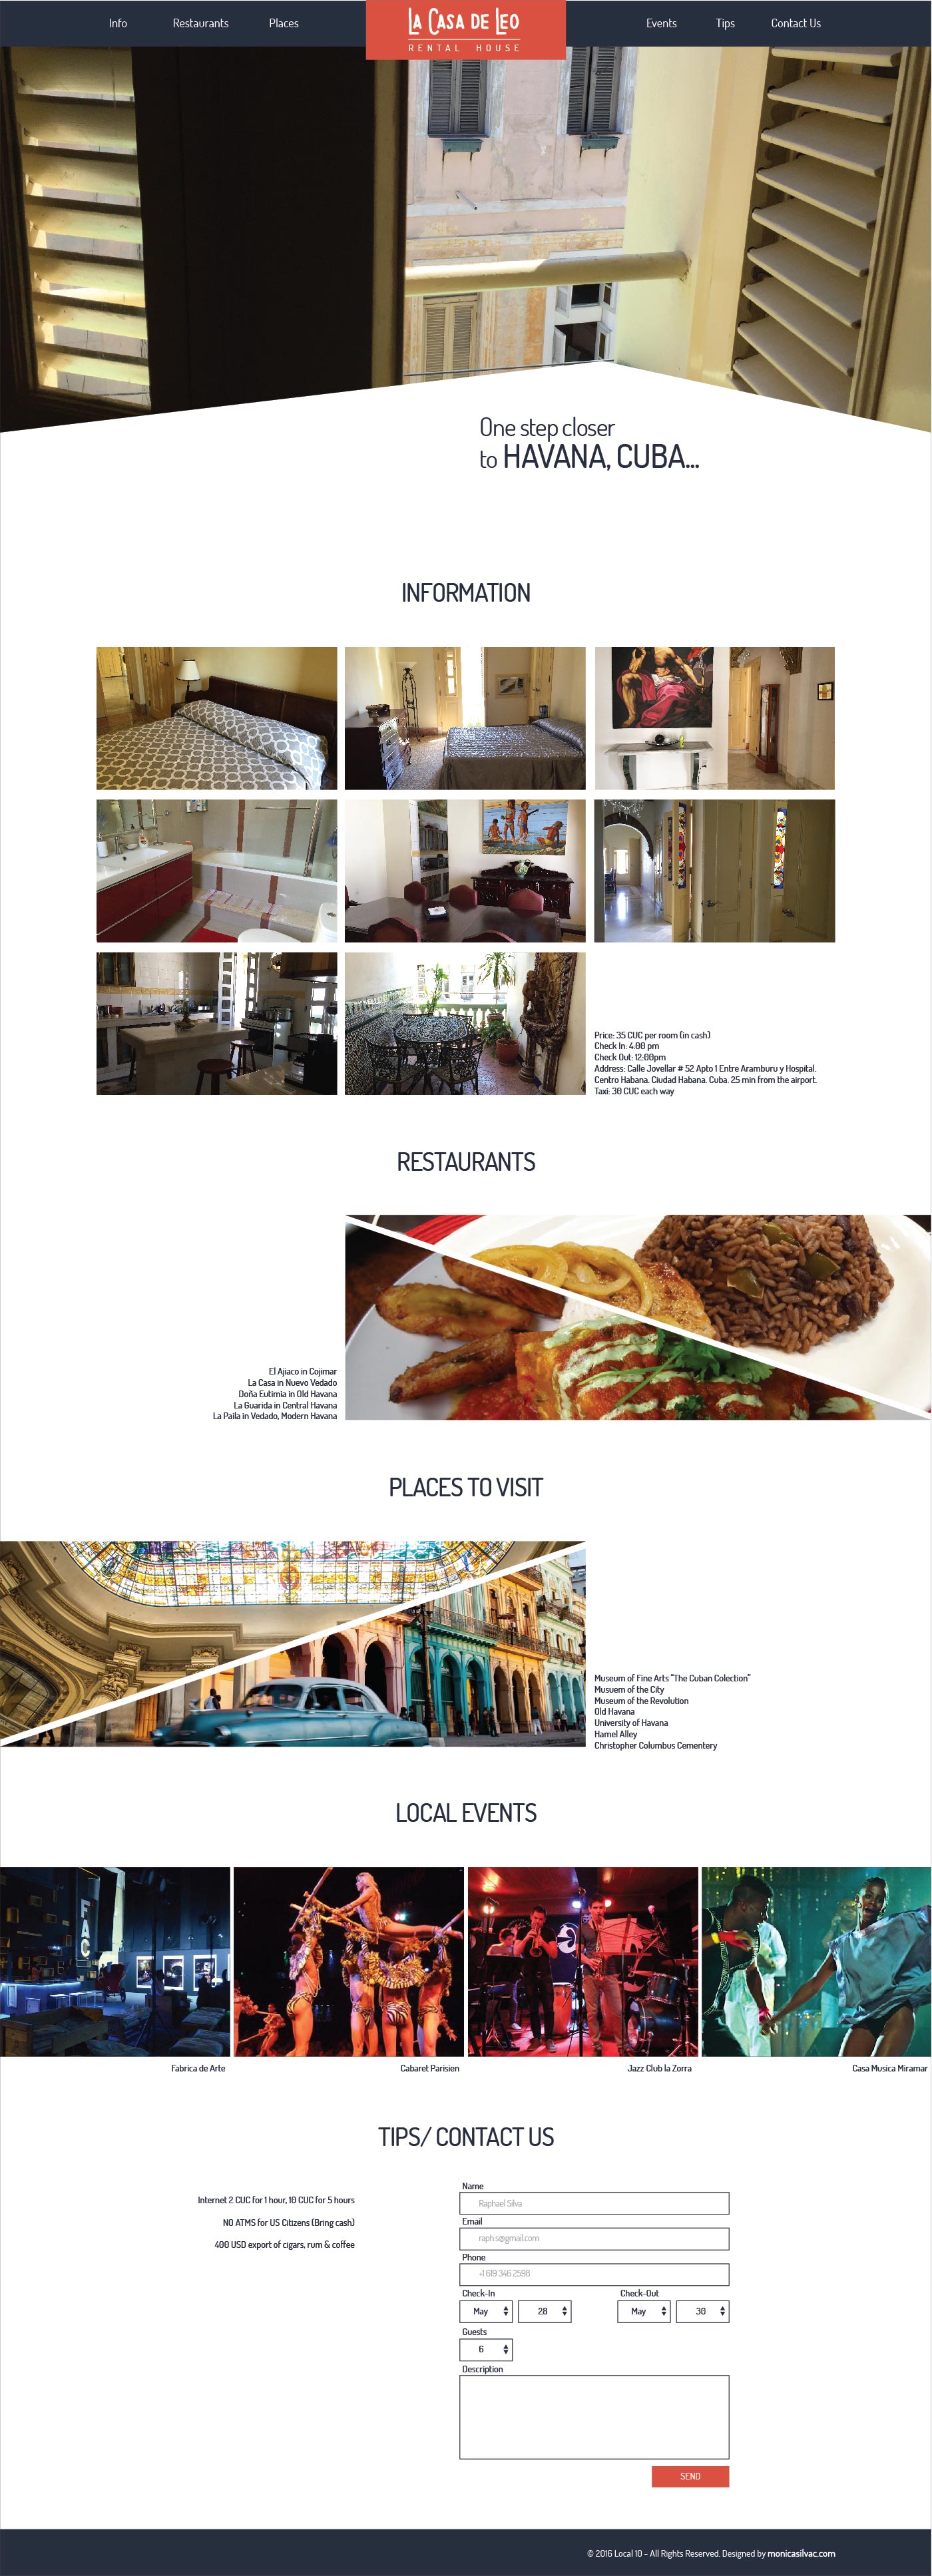 Info
Restaurants
Places
LA CASA DE LEO
RENTAL HOUSE
Events
Tips
Contact Us
One step closer
to HAVANA, CUBA...
INFORMATION
Price: 35 CUC per room (in cash)
Check In: 4:00 pm
Check Out: 12:00pm
Address: Calle Jovellar # 52 Apto 1 Entre Aramburu y Hospital.
Centro Habana. Ciudad Habana. Cuba. 25 min from the airport.
Taxi: 30 CUC each way
RESTAURANTS
El Ajiaco in Cojimar
La Casa in Nuevo Vedado
Doña Eutimia in Old Havana
La Guarida in Central Havana
La Paila in Vedado, Modern Havana
PLACES TO VISIT
Museum of Fine Arts "The Cuban Colection"
Musuem of the City
Museum of the Revolution
Old Havana
University of Havana
Hamel Alley
Christopher Columbus Cementery
LOCAL EVENTS
FAC
Fabrica de Arte
Cabaret Parisien
Jazz Club la Zorra
Casa Musica Miramar
TIPS/ CONTACT US
Internet 2 CUC for 1 hour, 10 CUC for 5 hours
NO ATMS for US Citizens (Bring cash)
400 USD export of cigars, rum & coffee
Name
Raphael Silva
Email
raph.s@gmail.com
Phone
+1 619 346 2598
Check-In
Check-Out
May
28
May
30
Guests
6
Description
SEND
© 2016 Local 10 - All Rights Reserved. Designed by monicasilvac.com